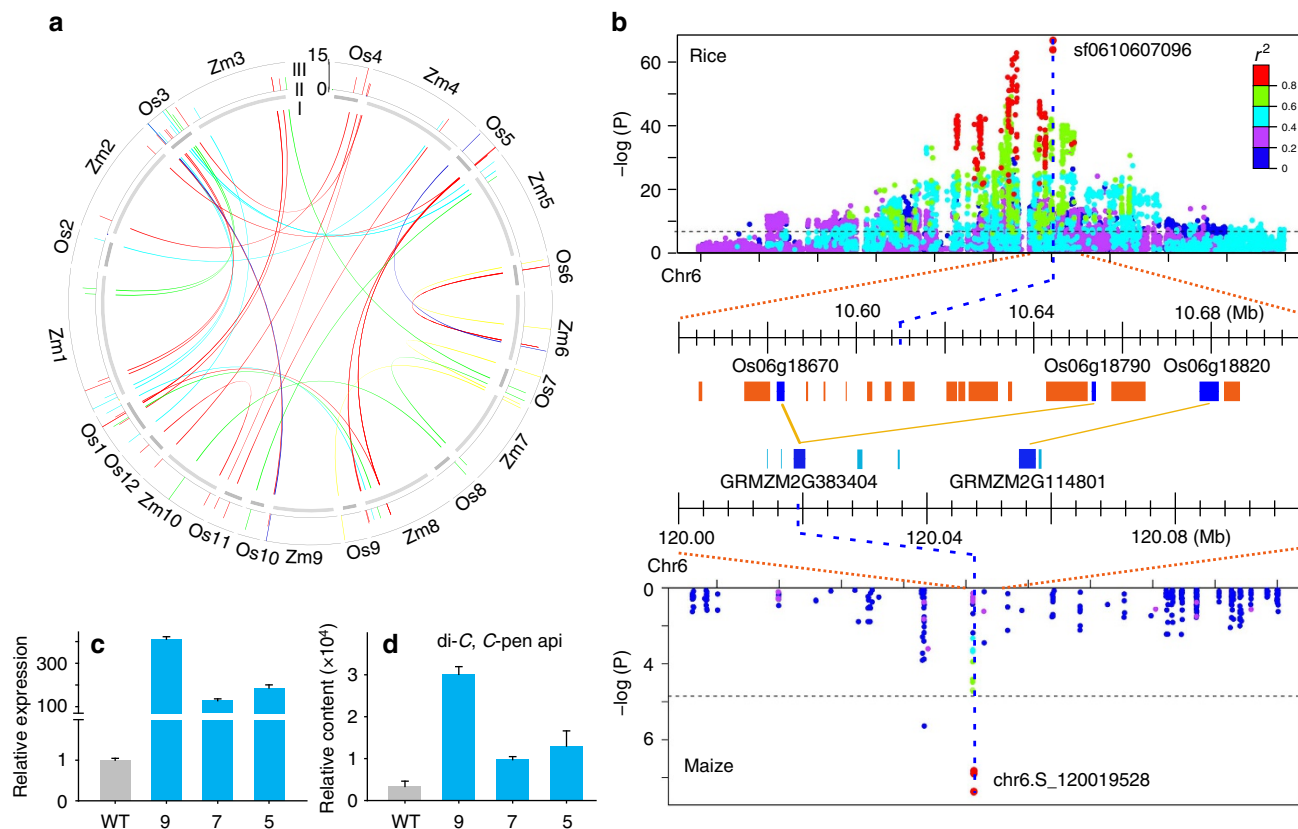 a
Os4
Zm4
Os5
Zm5
Os6
Zm6
Os7
Zm7
Os8
Zm8
Os9
Zm9
Os10
Os11
Zm10
Os12
Os1
Zm1
Os2
Zm2
Os3
Zm3
III
II
I
15
0
b
Rice
sf0610607096
r²
0.8
0.6
0.4
0.2
0
60
40
20
0
–log (P)
Chr6
10.60
10.64
10.68 (Mb)
Os06g18670
Os06g18790
Os06g18820
GRMZM2G383404
GRMZM2G114801
120.00
120.04
120.08 (Mb)
Chr6
0
4
6
–log (P)
Maize
chr6.S_120019528
c
Relative expression
300
100
1
0
WT
9
7
5
d
di-C, C-pen api
Relative content (×10⁴)
3
2
1
0
WT
9
7
5